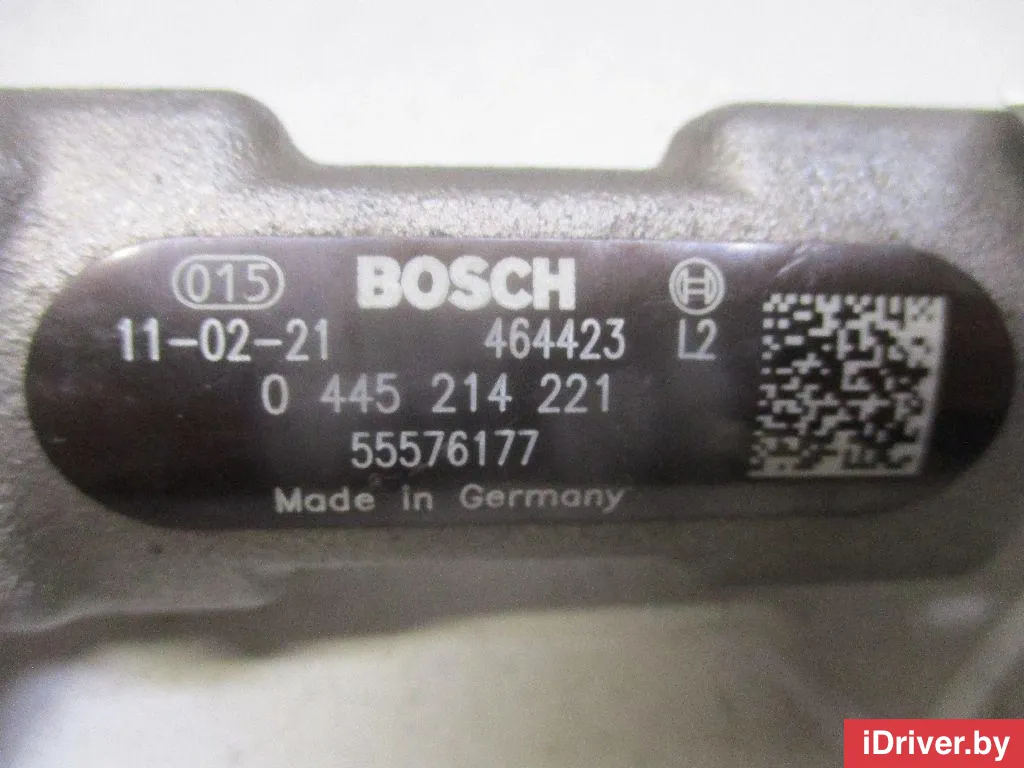 015 BOSCH
11-02-21 464423 L2
0 445 214 221
55576177
Made in Germany
iDriver.by